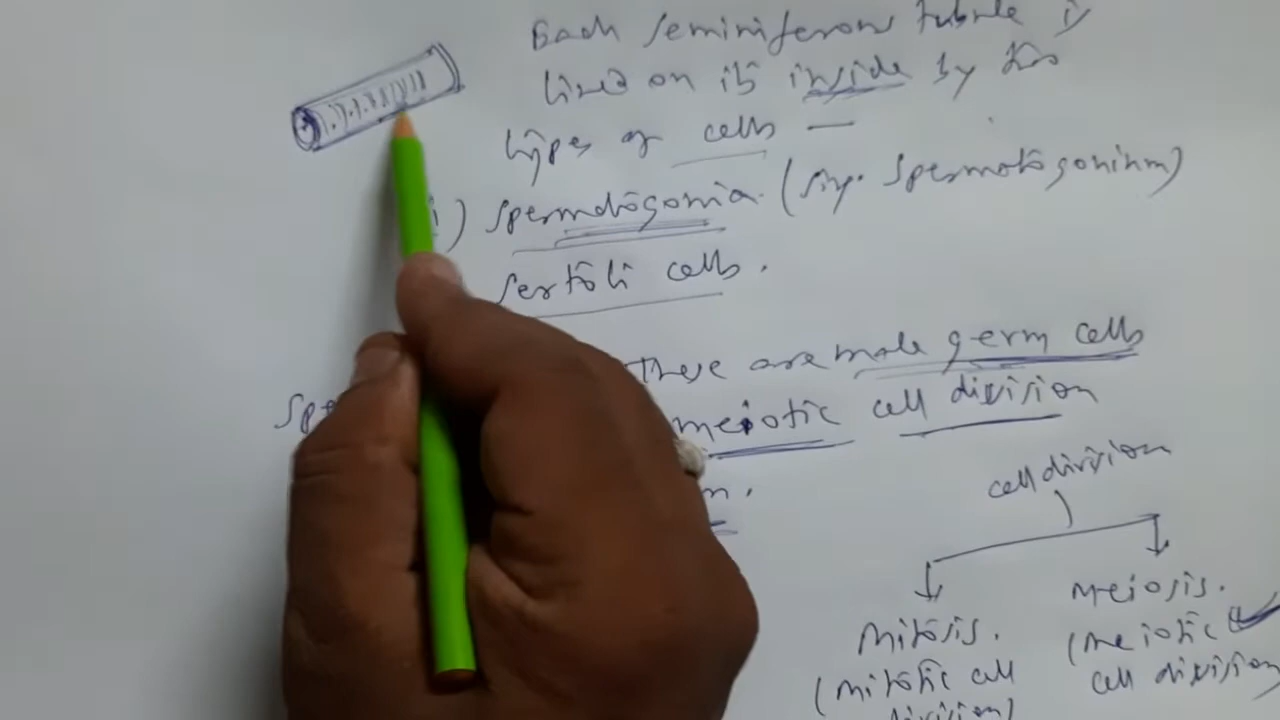 Each seminiferous tubule is
lined on its inside by two
types of cells —
i) spermatogonia (sing. spermatogonium)
sertoli cells.
These are male germ cells
meiotic cell division
cell division
Mitosis. Meiosis.
(mitotic cell (meiotic
division) cell division)